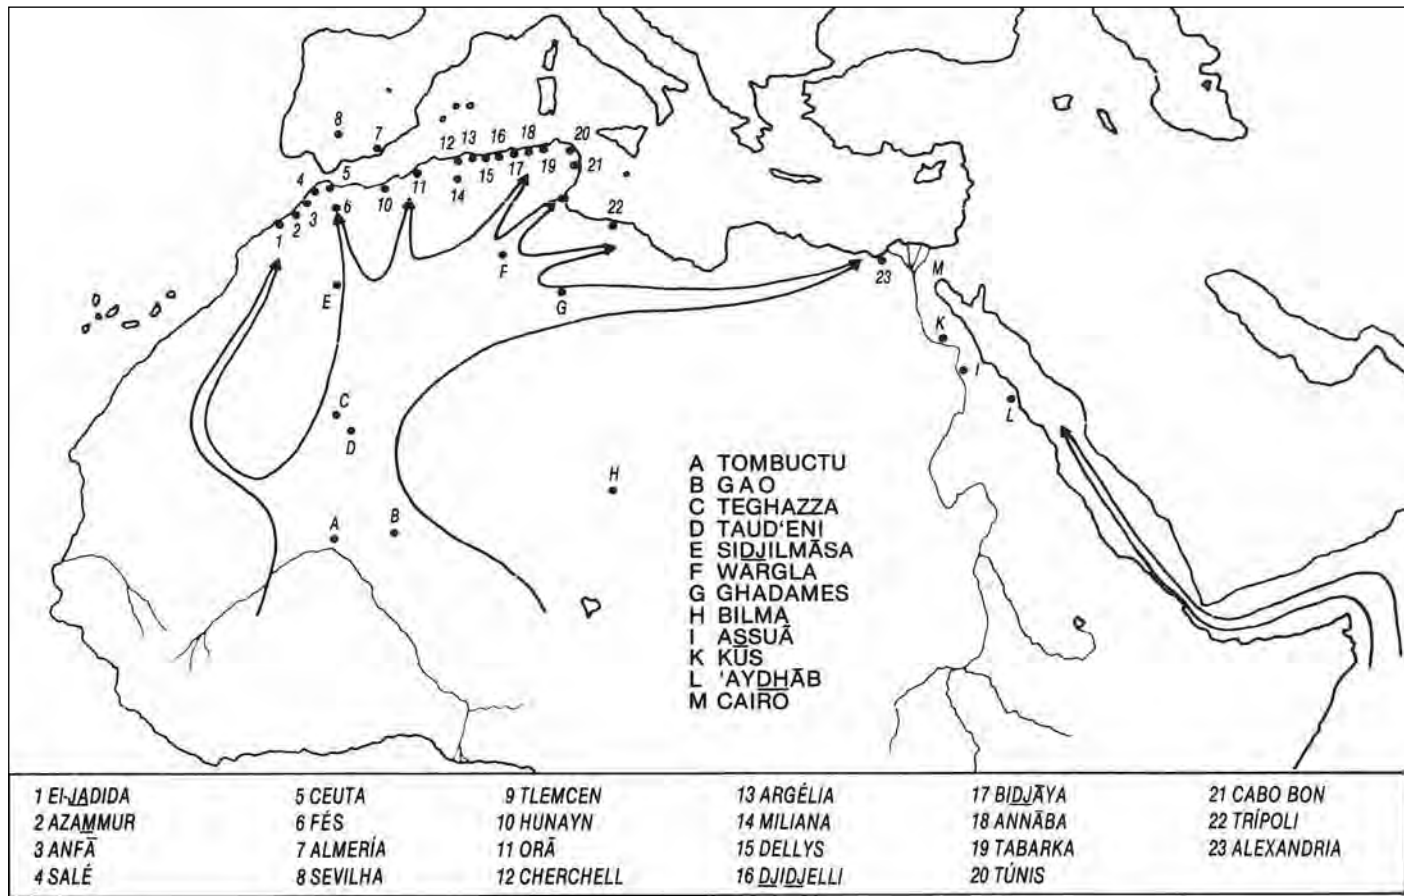 8
7
12
13
16
18
20
5
4
11
15
17
19
21
14
10
3
6
2
1
22
F
23
M
E
G
K
I
C
L
D
H
A
B
A TOMBUCTU
B GAO
C TEGHAZZA
D TAUD'ENI
E SIDJILMĀSA
F WĀRGLA
G GHADAMES
H BILMA
I ASSUÃ
K KŪS
L 'AYDHĀB
M CAIRO
1 El-JADIDA
2 AZAMMUR
3 ANFĀ
4 SALÉ
5 CEUTA
6 FÉS
7 ALMERÍA
8 SEVILHA
9 TLEMCEN
10 HUNAYN
11 ORÃ
12 CHERCHELL
13 ARGÉLIA
14 MILIANA
15 DELLYS
16 DJIDJELLI
17 BIDJĀYA
18 ANNĀBA
19 TABARKA
20 TÚNIS
21 CABO BON
22 TRÍPOLI
23 ALEXANDRIA